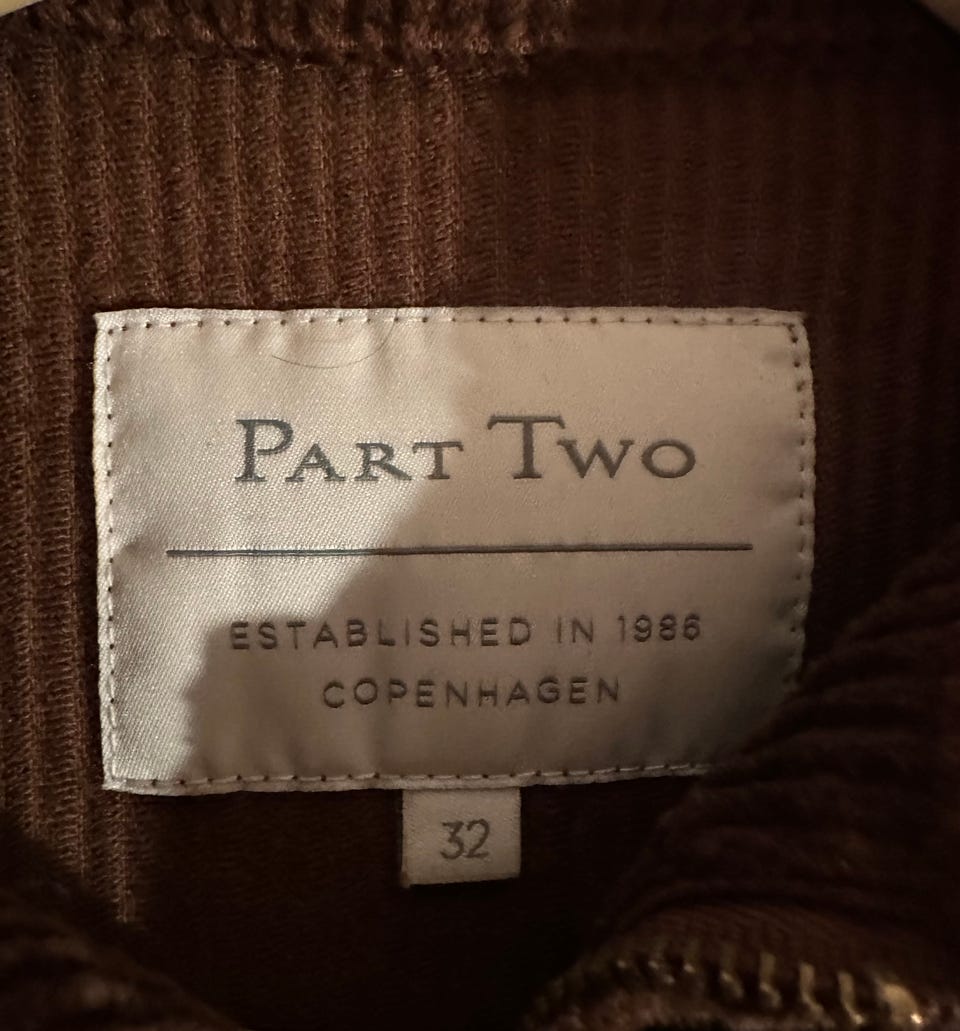 PART TWO
ESTABLISHED IN 1986
COPENHAGEN
32